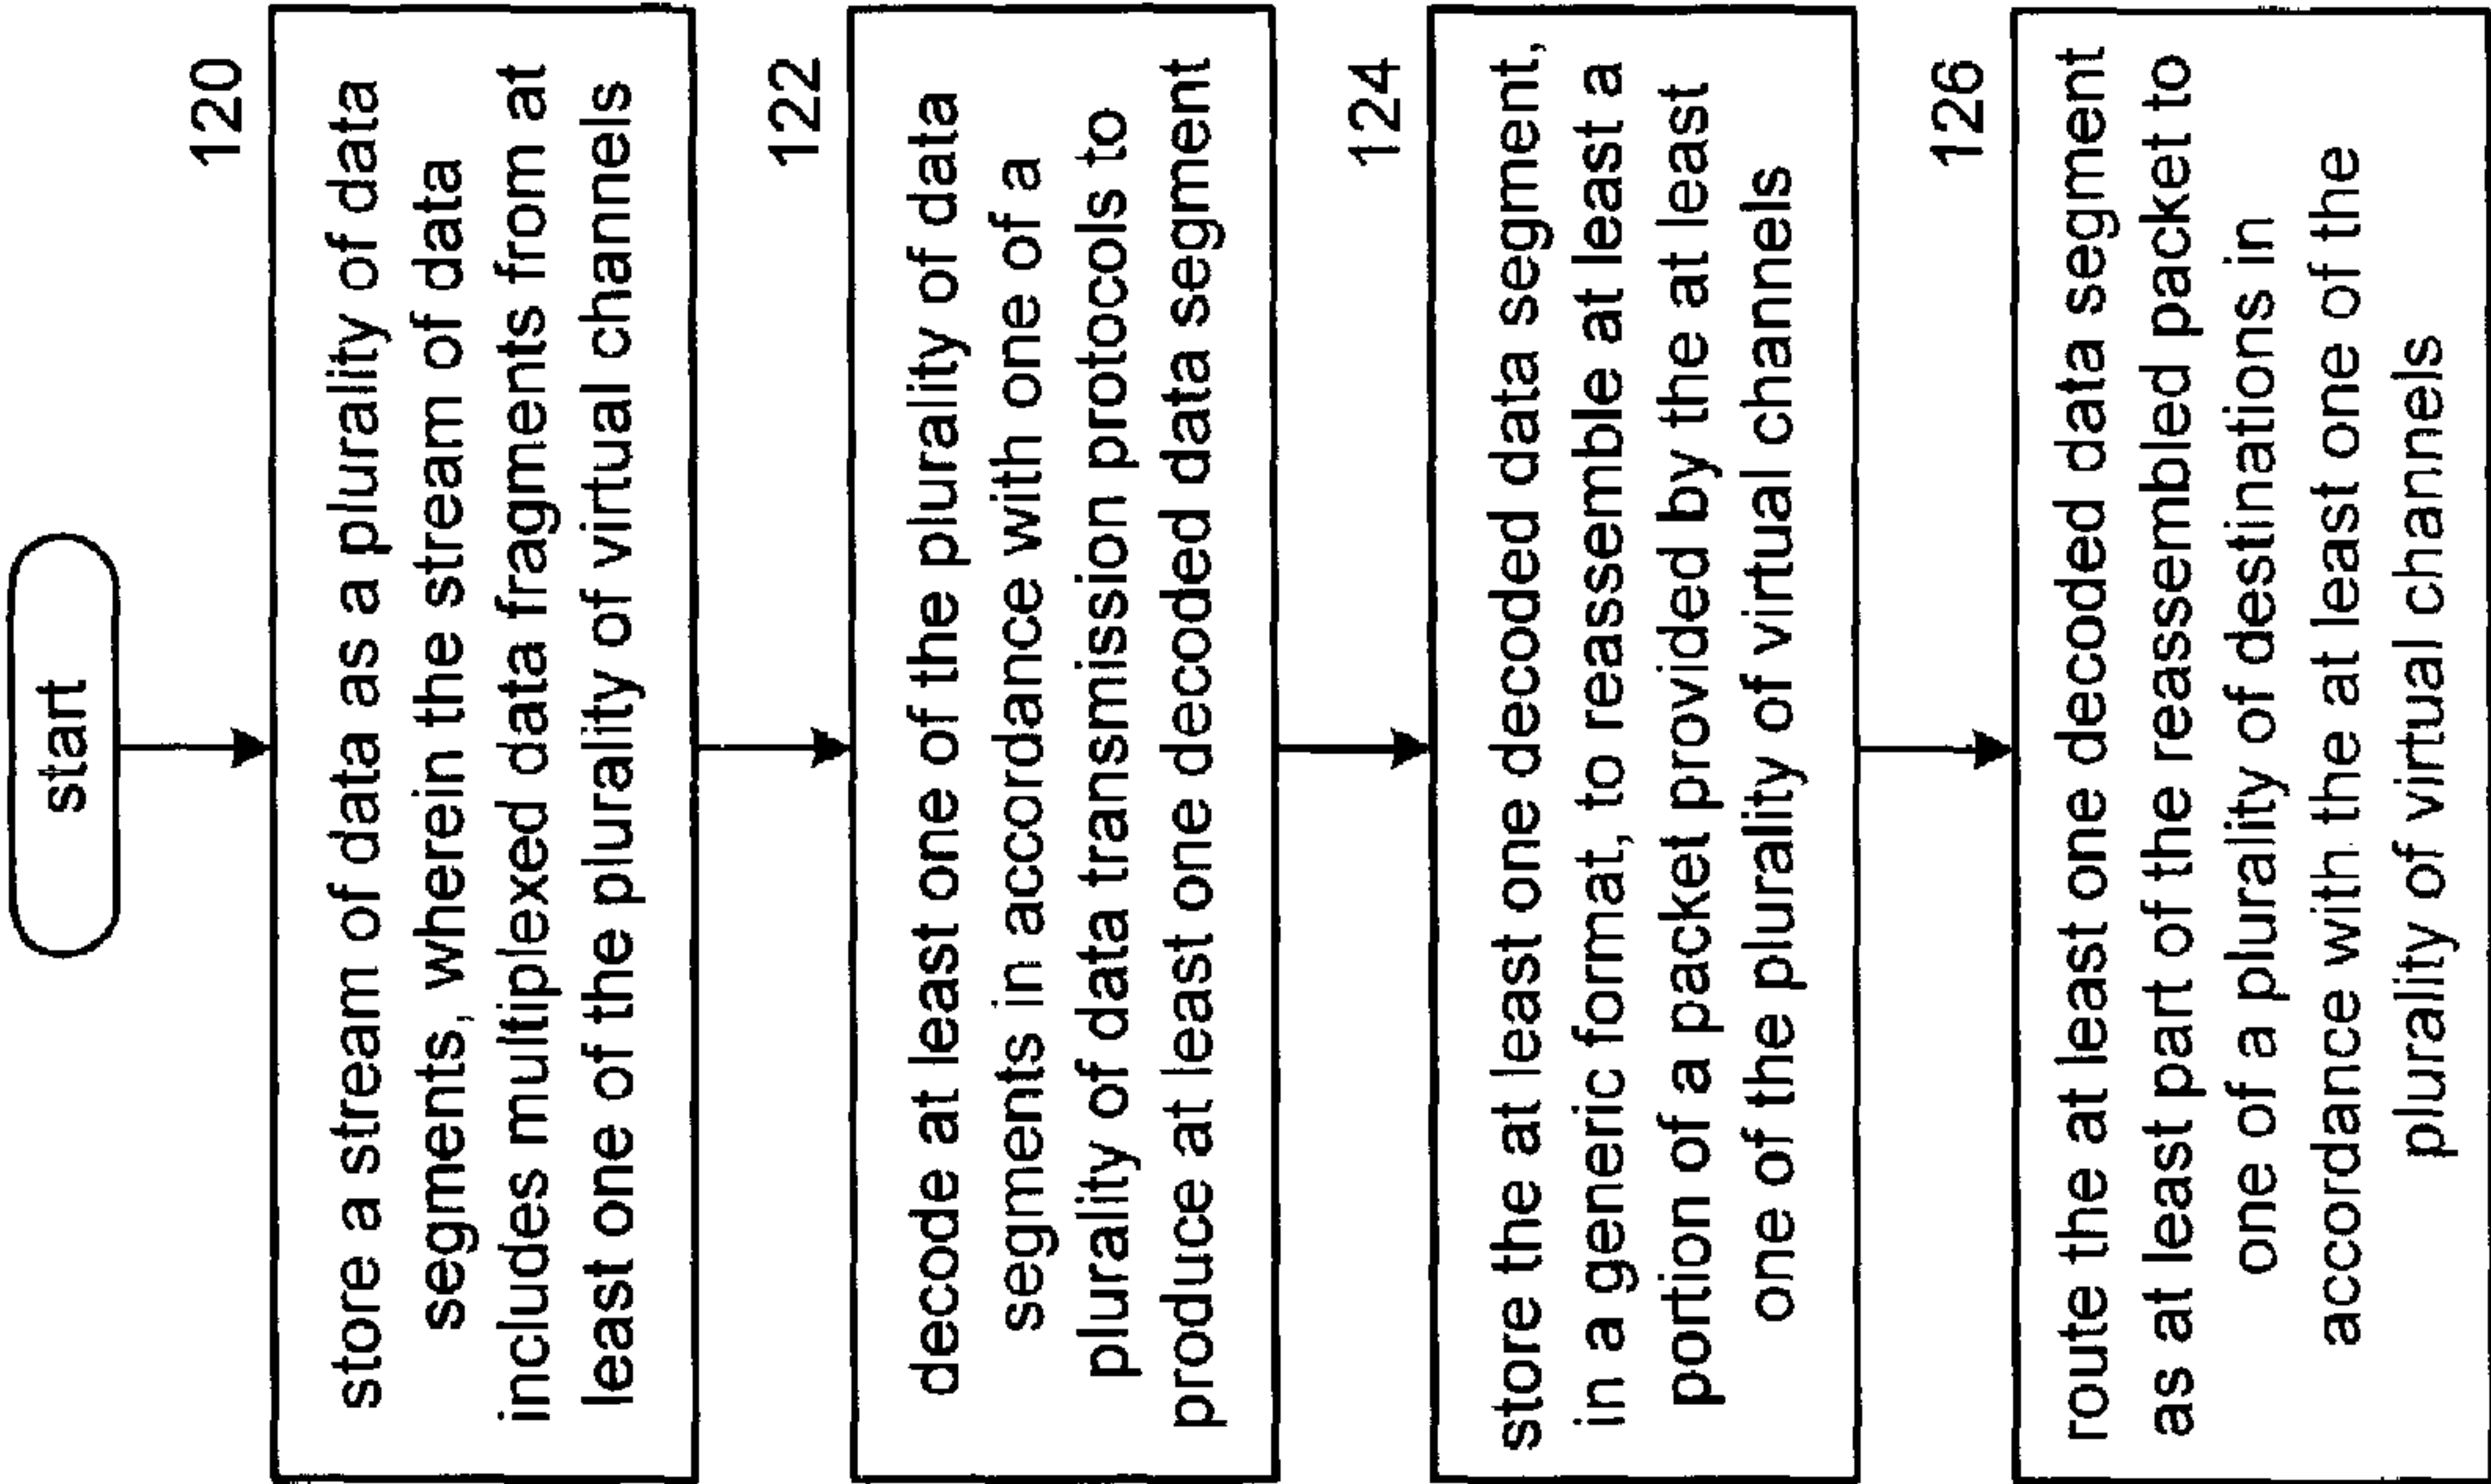 start
120
store a stream of data as a plurality of data
segments, wherein the stream of data
includes multiplexed data fragments from at
least one of the plurality of virtual channels
122
decode at least one of the plurality of data
segments in accordance with one of a
plurality of data transmission protocols to
produce at least one decoded data segment
124
store the at least one decoded data segment,
in a generic format, to reassemble at least a
portion of a packet provided by the at least
one of the plurality of virtual channels
126
route the at least one decoded data segment
as at least part of the reassembled packet to
one of a plurality of destinations in
accordance with the at least one of the
plurality of virtual channels